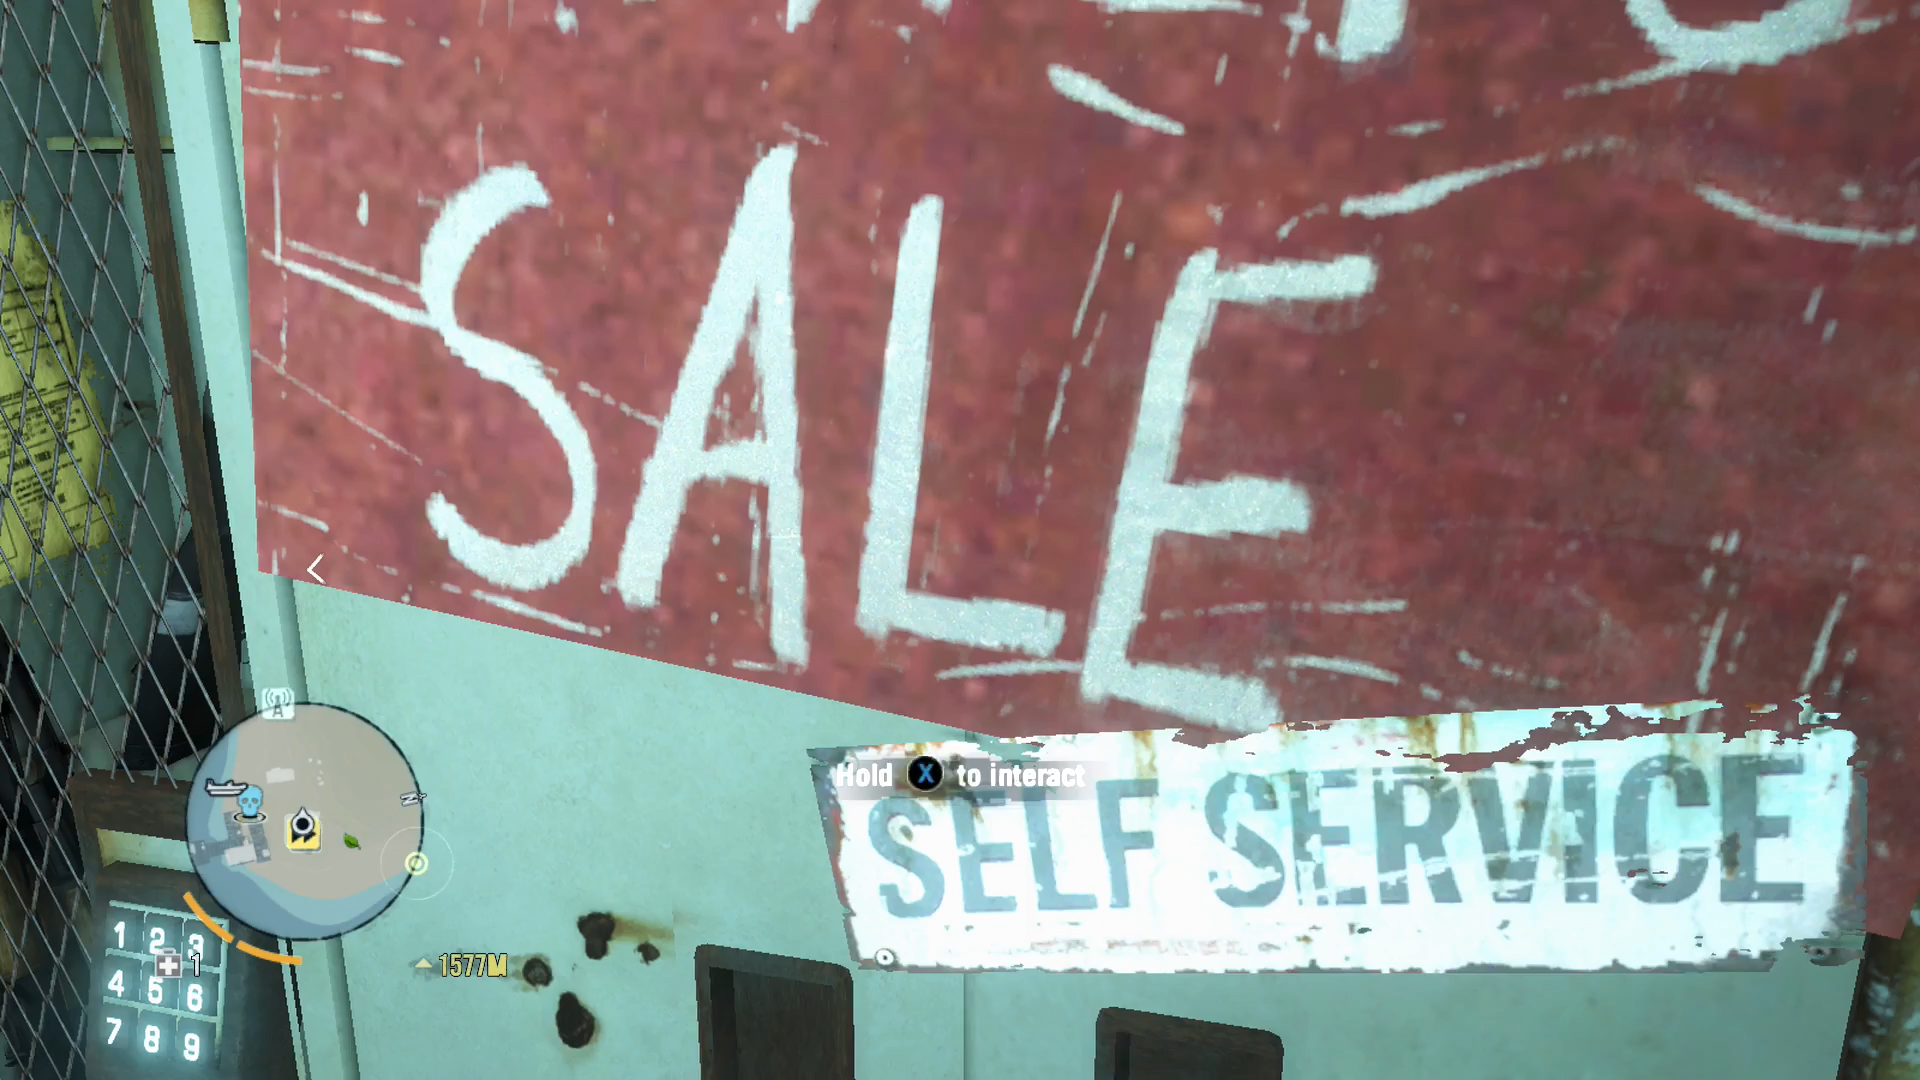 SALE
Hold X to interact
SELF SERVICE
1577M
1 2 3
1
4 5 6
7 8 9